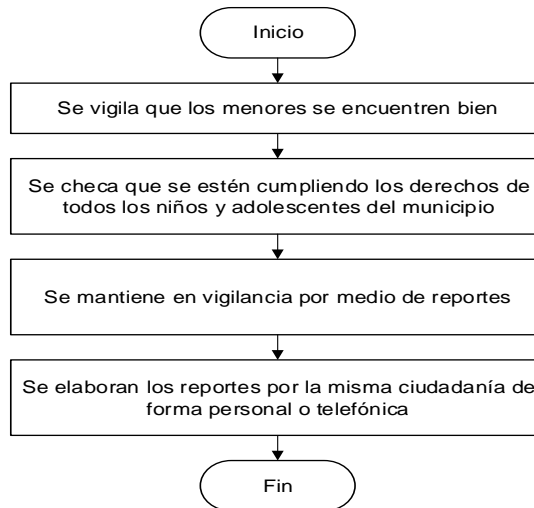 Inicio
Se vigila que los menores se encuentren bien
Se checa que se estén cumpliendo los derechos de
todos los niños y adolescentes del municipio
Se mantiene en vigilancia por medio de reportes
Se elaboran los reportes por la misma ciudadanía de
forma personal o telefónica
Fin